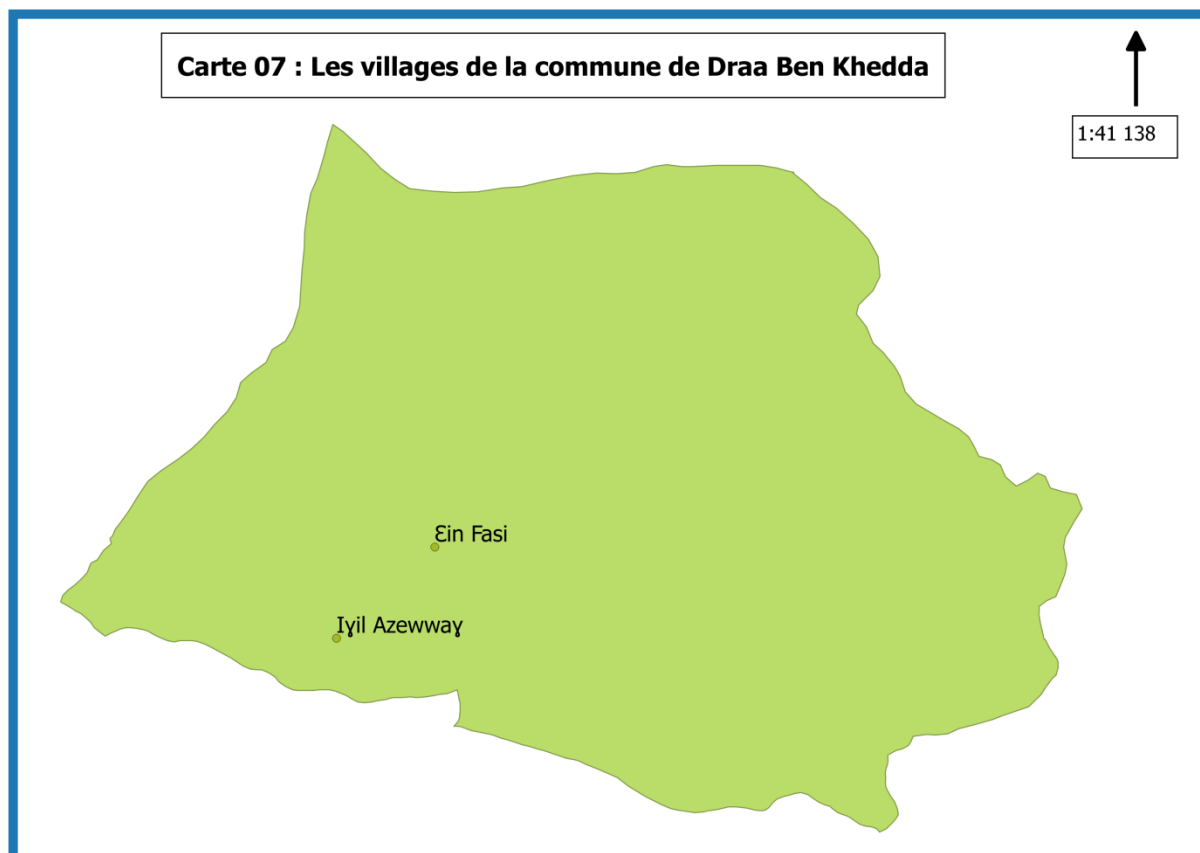 Carte 07 : Les villages de la commune de Draa Ben Khedda
1:41 138
Ɛin Fasi
Iɣil Azewwaɣ